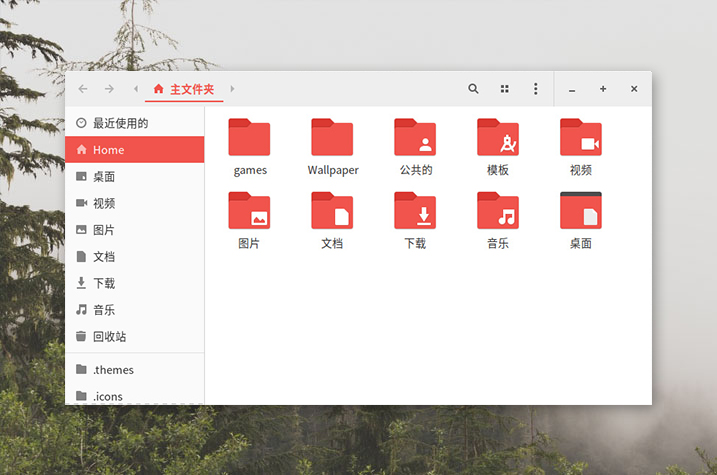 主文件夹
最近使用的
Home
桌面
视频
图片
文档
下载
音乐
回收站
.themes
.icons
games
Wallpaper
公共的
模板
视频
图片
文档
下载
音乐
桌面